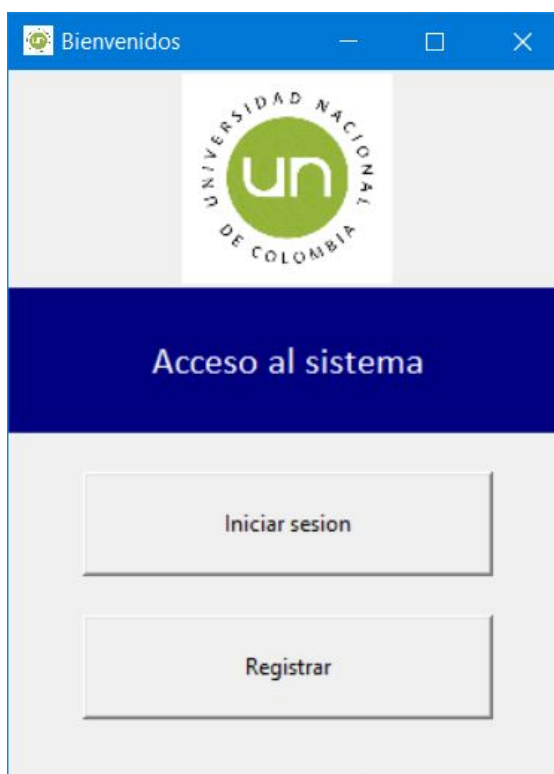 Bienvenidos
UNIVERSIDAD NACIONAL
DE COLOMBIA
un
Acceso al sistema
Iniciar sesion
Registrar